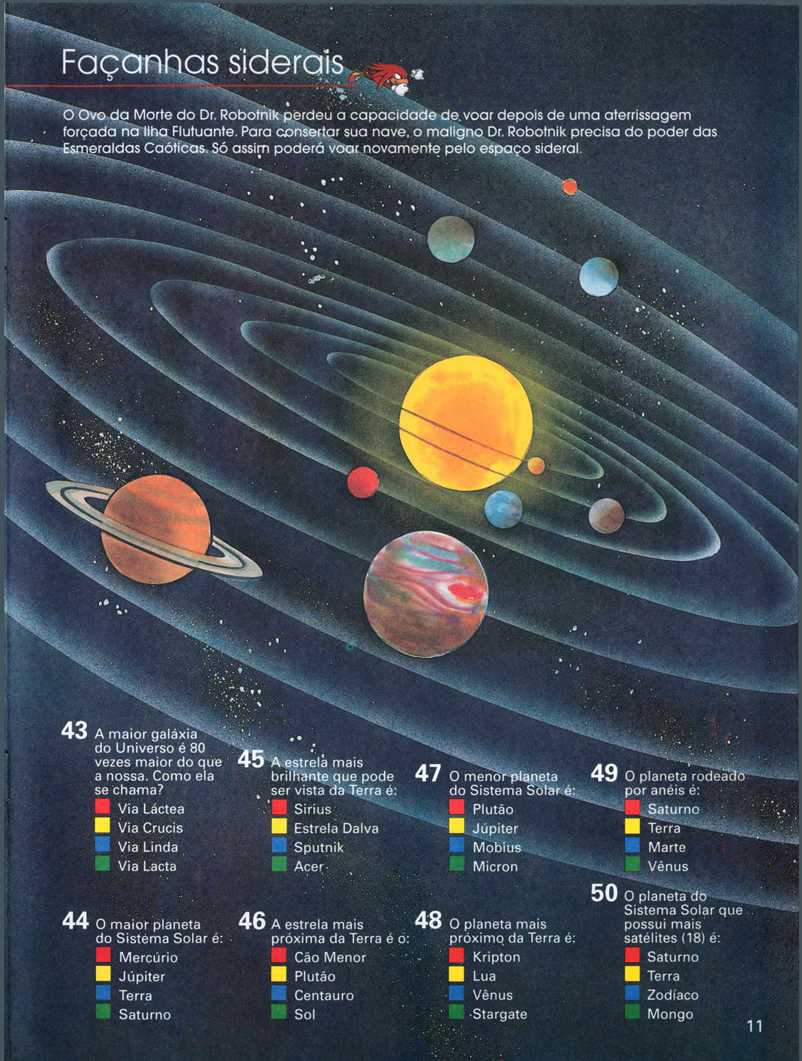 Façanhas siderais
O Ovo da Morte do Dr. Robotnik perdeu a capacidade de voar depois de uma aterrissagem
forçada na Ilha Flutuante. Para consertar sua nave, o maligno Dr. Robotnik precisa do poder das
Esmeraldas Caóticas. Só assim poderá voar novamente pelo espaço sideral.
43 A maior galáxia
do Universo é 80
vezes maior do que
a nossa. Como ela
se chama?
Via Láctea
Via Crucis
Via Linda
Via Lacta
44 O maior planeta
do Sistema Solar é:
Mercúrio
Júpiter
Terra
Saturno
45 A estrela mais
brilhante que pode
ser vista da Terra é:
Sirius
Estrela Dalva
Sputnik
Acer
46 A estrela mais
próxima da Terra é o:
Cão Menor
Plutão
Centauro
Sol
47 O menor planeta
do Sistema Solar é:
Plutão
Júpiter
Mobius
Micron
48 O planeta mais
próximo da Terra é:
Kripton
Lua
Vênus
Stargate
49 O planeta rodeado
por anéis é:
Saturno
Terra
Marte
Vênus
50 O planeta do
Sistema Solar que
possui mais
satélites (18) é:
Saturno
Terra
Zodíaco
Mongo
11